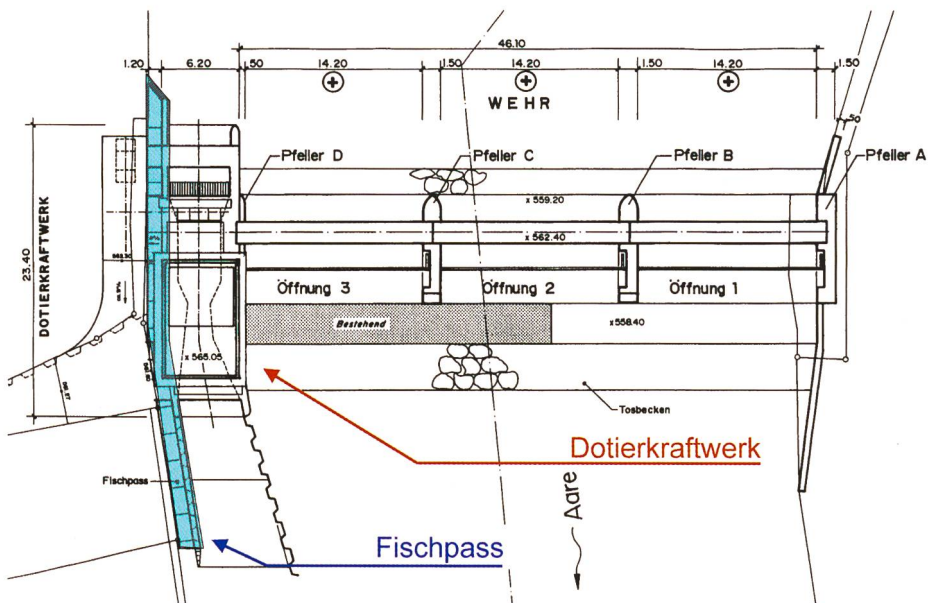 46.10
1.20
6.20
1.50
14.20
1.50
14.20
1.50
14.20
1.50
WEHR
Pfeiler D
Pfeiler C
Pfeiler B
Pfeiler A
x 559.20
x 562.40
DOTIERKRAFTWERK
23.40
Öffnung 3
Öffnung 2
Öffnung 1
Bestehend
x 558.40
x 565.05
Tosbecken
Dotierkraftwerk
Fischpass
Aare
Fischpass